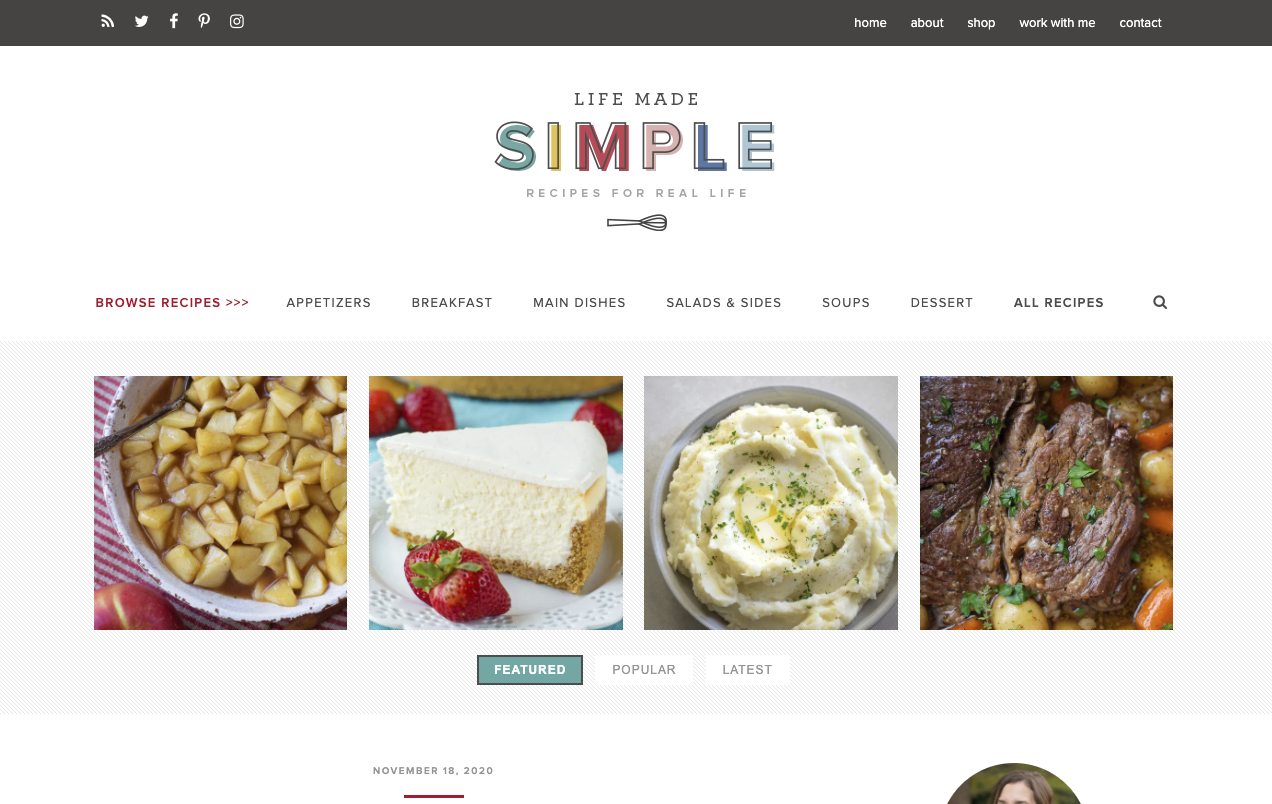 home about shop work with me contact
LIFE MADE
SIMPLE
RECIPES FOR REAL LIFE
BROWSE RECIPES >>> APPETIZERS BREAKFAST MAIN DISHES SALADS & SIDES SOUPS DESSERT ALL RECIPES
FEATURED POPULAR LATEST
NOVEMBER 18, 2020